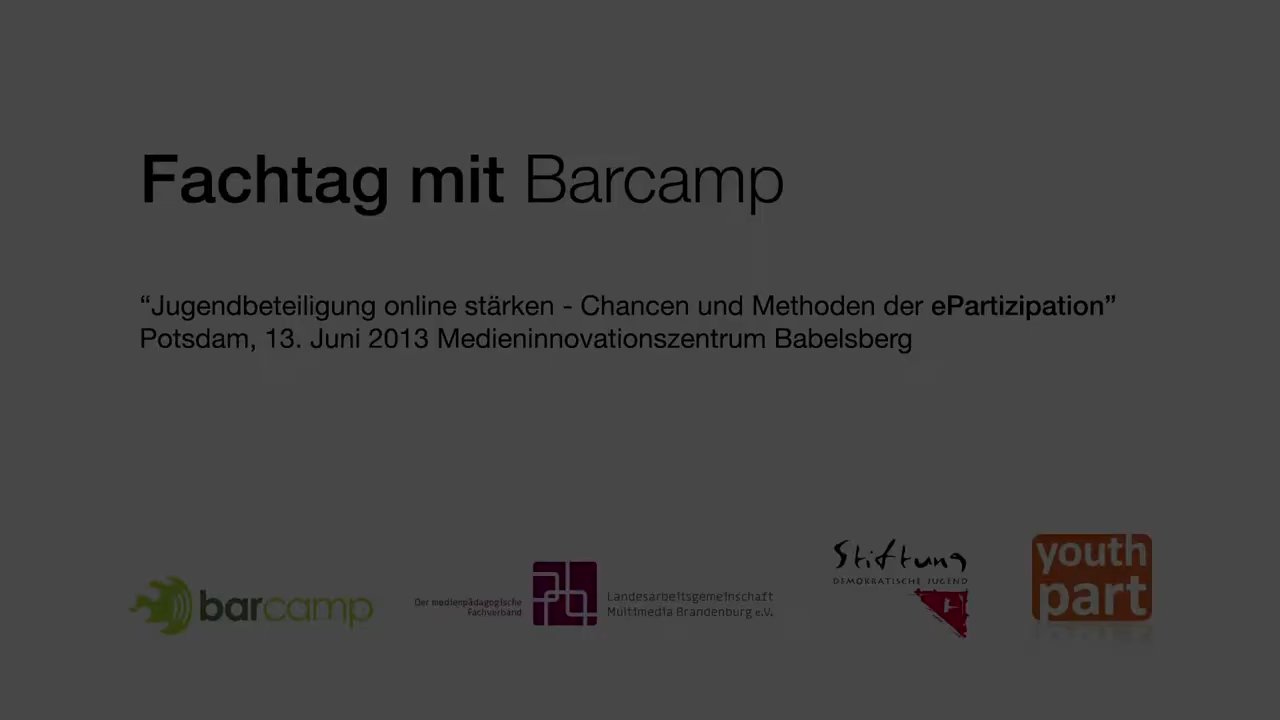 Fachtag mit Barcamp
“Jugendbeteiligung online stärken - Chancen und Methoden der ePartizipation”
Potsdam, 13. Juni 2013 Medieninnovationszentrum Babelsberg
barcamp
Der medienpädagogische
Fachverband
Landesarbeitsgemeinschaft
Multimedia Brandenburg e.V.
Stiftung
DEMOKRATISCHE JUGEND
youth
part